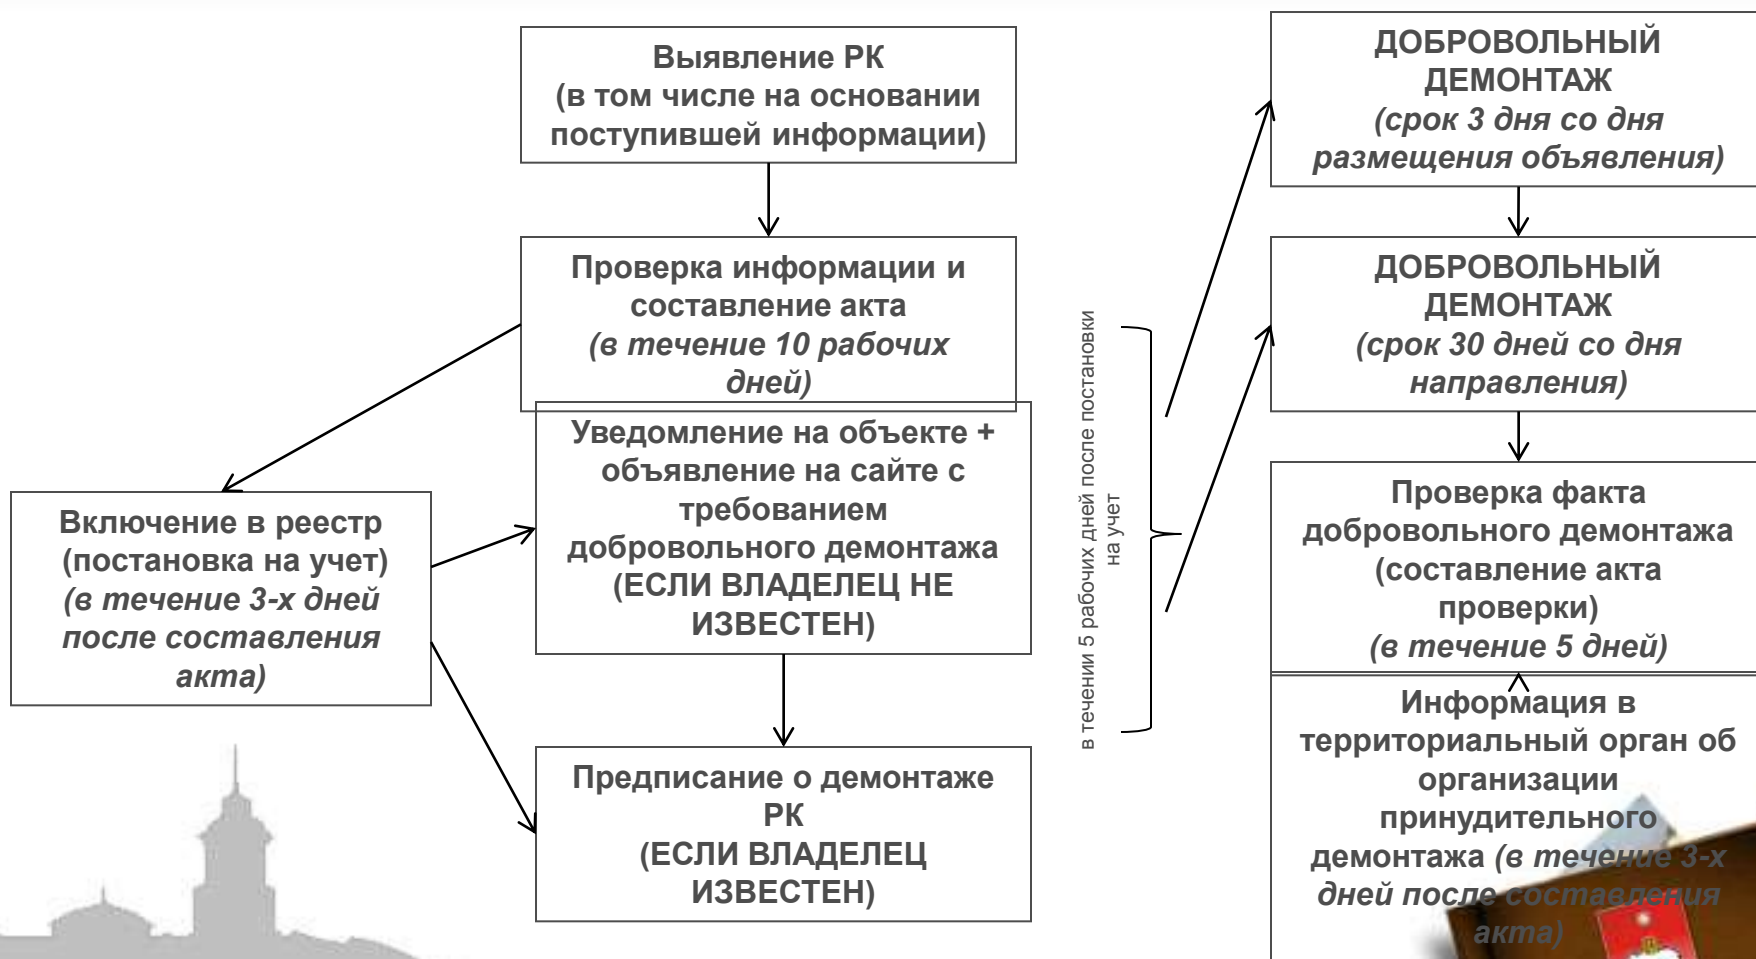 Выявление РК
(в том числе на основании
поступившей информации)
Проверка информации и
составление акта
(в течение 10 рабочих
дней)
Включение в реестр
(постановка на учет)
(в течение 3-х дней
после составления
акта)
Уведомление на объекте +
объявление на сайте с
требованием
добровольного демонтажа
(ЕСЛИ ВЛАДЕЛЕЦ НЕ
ИЗВЕСТЕН)
Предписание о демонтаже
РК
(ЕСЛИ ВЛАДЕЛЕЦ
ИЗВЕСТЕН)
в течении 5 рабочих дней после постановки
на учет
ДОБРОВОЛЬНЫЙ
ДЕМОНТАЖ
(срок 3 дня со дня
размещения объявления)
ДОБРОВОЛЬНЫЙ
ДЕМОНТАЖ
(срок 30 дней со дня
направления)
Проверка факта
добровольного демонтажа
(составление акта
проверки)
(в течение 5 дней)
Информация в
территориальный орган об
организации
принудительного
демонтажа (в течение 3-х
дней после составления
акта)